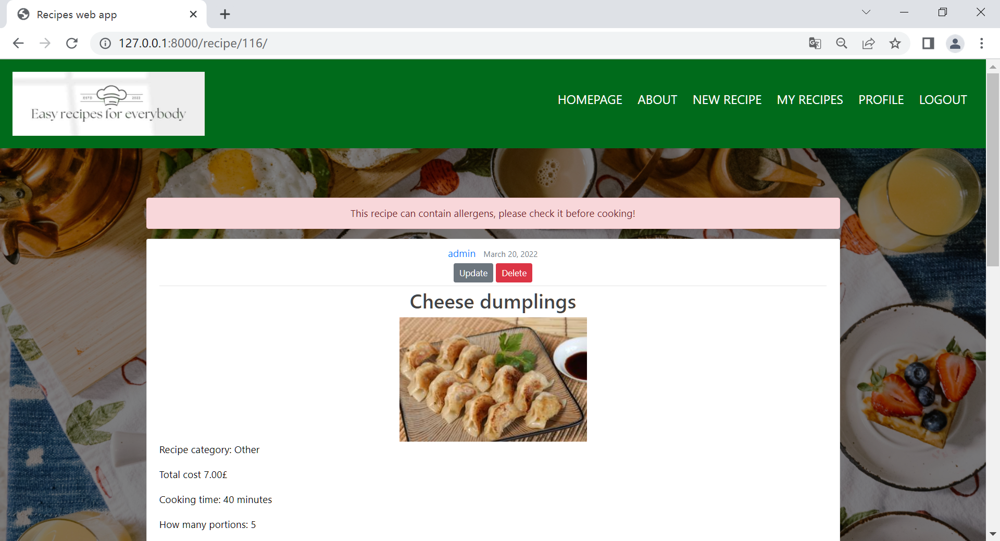 Recipes web app
127.0.0.1:8000/recipe/116/
ESTD 2022
Easy recipes for everybody
HOMEPAGE ABOUT NEW RECIPE MY RECIPES PROFILE LOGOUT
This recipe can contain allergens, please check it before cooking!
admin March 20, 2022
Update Delete
Cheese dumplings
Recipe category: Other
Total cost 7.00£
Cooking time: 40 minutes
How many portions: 5